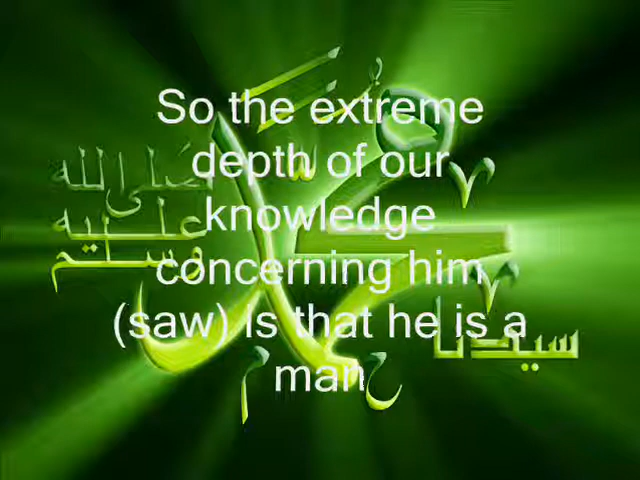 So the extreme
depth of our
knowledge
concerning him
(saw) is that he is a
man
محمد
صلى الله
عليه
وسلم
سيدنا